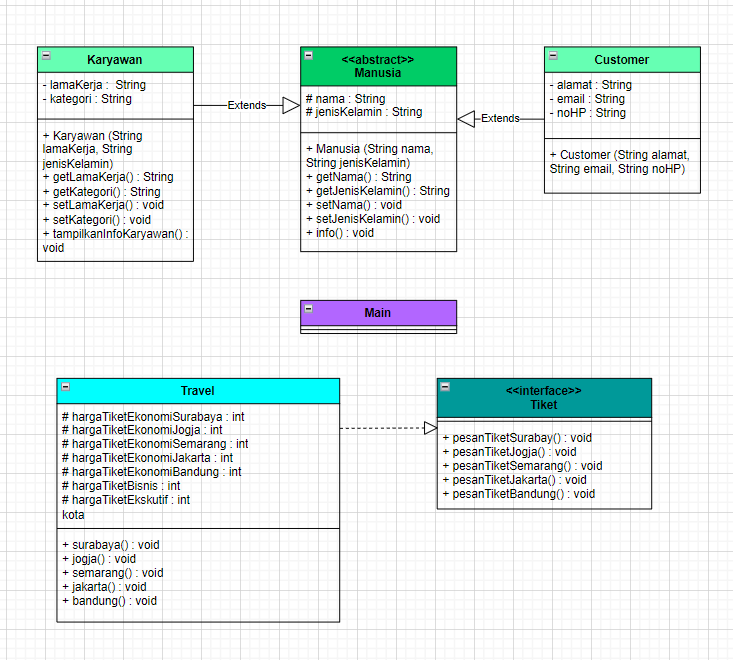 Karyawan
- lamaKerja :  String
- kategori : String
+ Karyawan (String
lamaKerja, String
jenisKelamin)
+ getLamaKerja() : String
+ getKategori() : String
+ setLamaKerja() : void
+ setKategori() : void
+ tampilkanInfoKaryawan() :
void
Extends
<<abstract>>
Manusia
# nama : String
# jenisKelamin : String
+ Manusia (String nama,
String jenisKelamin)
+ getNama() : String
+ getJenisKelamin() : String
+ setNama() : void
+ setJenisKelamin() : void
+ info() : void
Extends
Customer
- alamat : String
- email : String
- noHP : String
+ Customer (String alamat,
String email, String noHP)
Main
Travel
# hargaTiketEkonomiSurabaya : int
# hargaTiketEkonomiJogja : int
# hargaTiketEkonomiSemarang : int
# hargaTiketEkonomiJakarta : int
# hargaTiketEkonomiBandung : int
# hargaTiketBisnis : int
# hargaTiketEkskutif : int
kota
+ surabaya() : void
+ jogja() : void
+ semarang() : void
+ jakarta() : void
+ bandung() : void
<<interface>>
Tiket
+ pesanTiketSurabay() : void
+ pesanTiketJogja() : void
+ pesanTiketSemarang() : void
+ pesanTiketJakarta() : void
+ pesanTiketBandung() : void